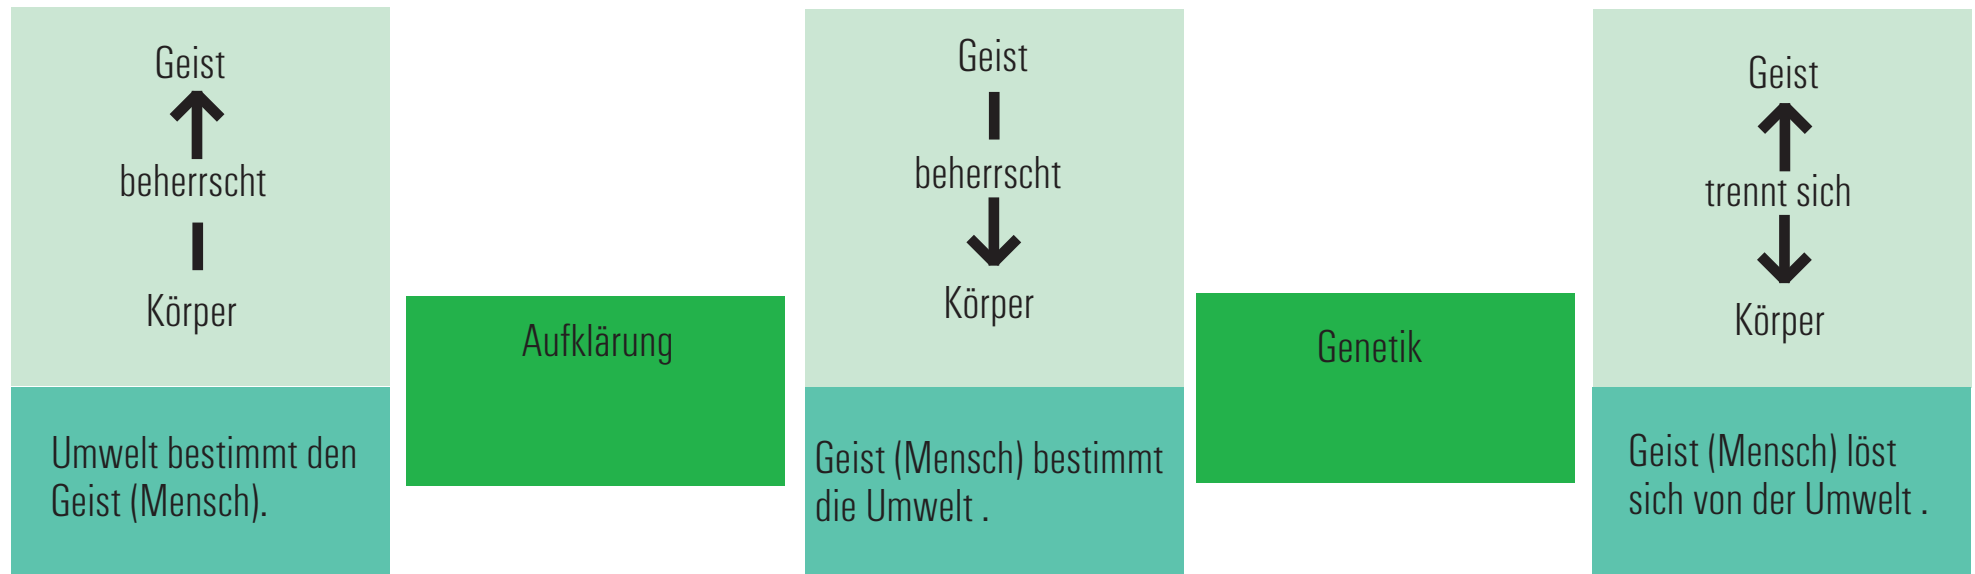 Geist
beherrscht
Körper
Umwelt bestimmt den
Geist (Mensch).
Aufklärung
Geist
beherrscht
Körper
Geist (Mensch) bestimmt
die Umwelt .
Genetik
Geist
trennt sich
Körper
Geist (Mensch) löst
sich von der Umwelt .